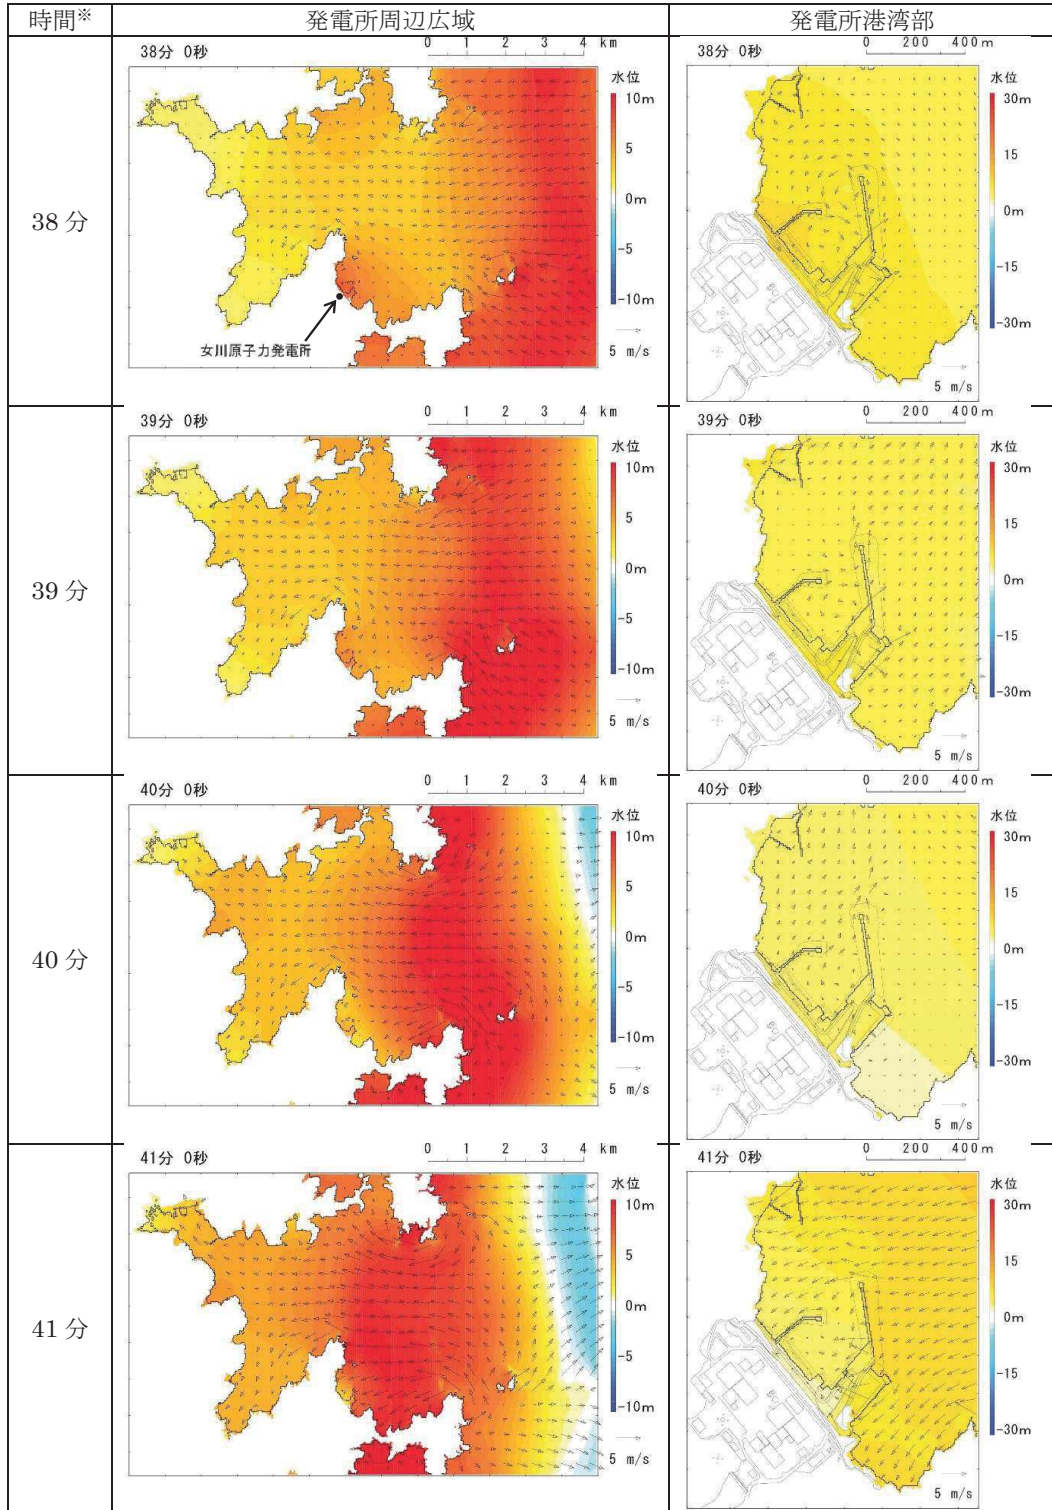 時間※ 発電所周辺広域 発電所港湾部
38分
38分 0秒 0 1 2 3 4 km
水位
10m
5
0m
-5
-10m
5 m/s
女川原子力発電所
38分 0秒 0 200 400m
水位
30m
15
0m
-15
-30m
5 m/s
39分
39分 0秒 0 1 2 3 4 km
水位
10m
5
0m
-5
-10m
5 m/s
39分 0秒 0 200 400m
水位
30m
15
0m
-15
-30m
5 m/s
40分
40分 0秒 0 1 2 3 4 km
水位
10m
5
0m
-5
-10m
5 m/s
40分 0秒 0 200 400m
水位
30m
15
0m
-15
-30m
5 m/s
41分
41分 0秒 0 1 2 3 4 km
水位
10m
5
0m
-5
-10m
5 m/s
41分 0秒 0 200 400m
水位
30m
15
0m
-15
-30m
5 m/s